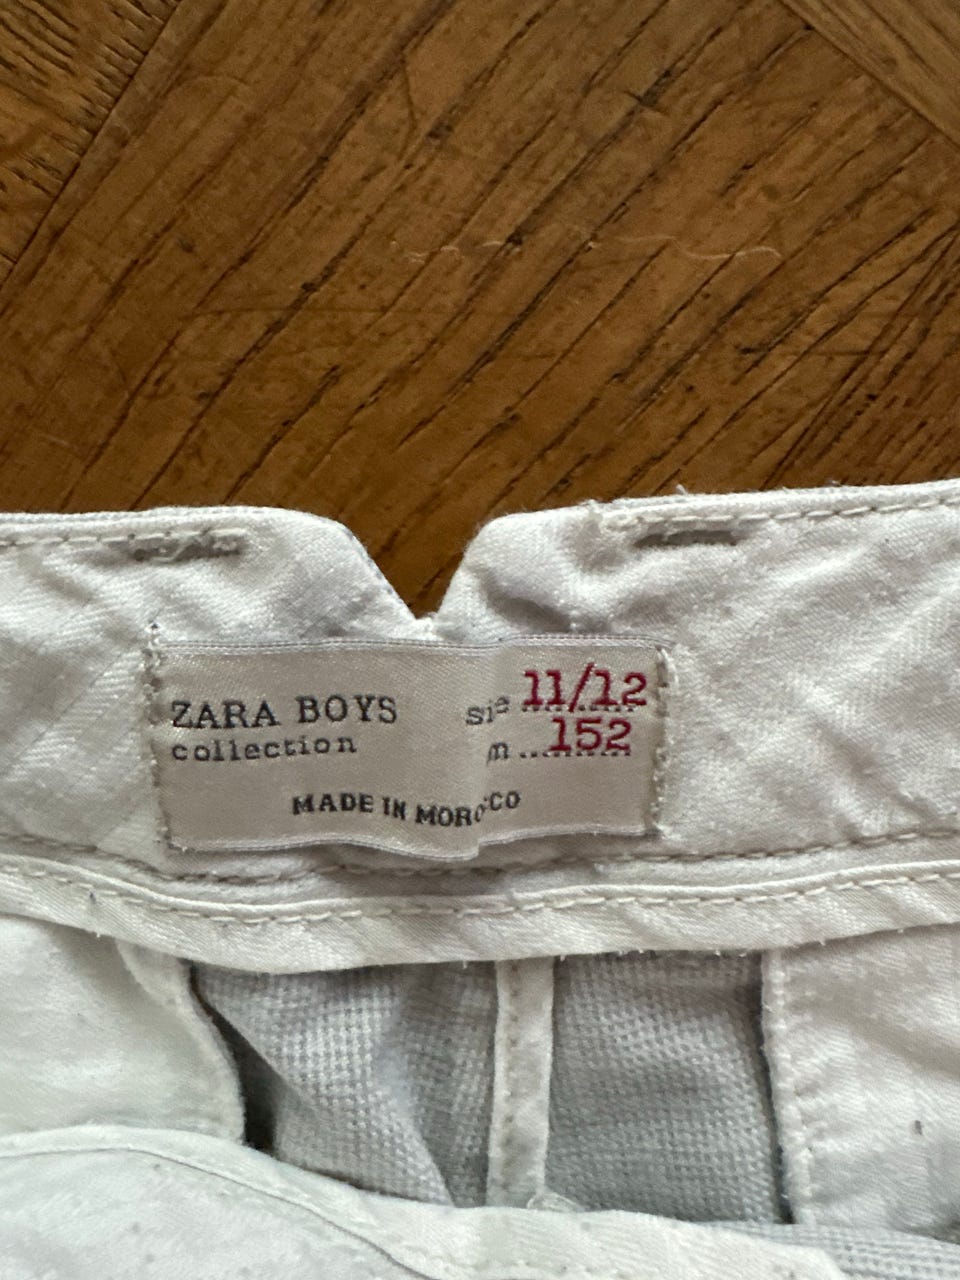 ZARA BOYS
collection
11/12
152
MADE IN MOROCCO